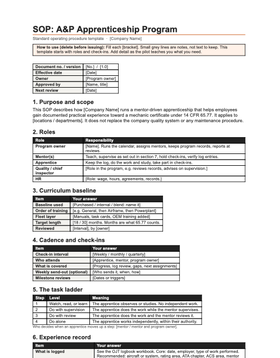 SOP: A&P Apprenticeship Program
Standard operating procedure template [Company Name]
How to use (delete before issuing): Fill each [bracket]. Small grey lines are notes, not text to keep. This
template starts with roles and check-ins. Add detail as the pilot teaches you what you need.
Document no. / version [No.] / [1.0]
Effective date [Date]
Owner [Program owner]
Approved by [Name, title]
Next review [Date]
1. Purpose and scope
This SOP describes how [Company Name] runs a mentor-driven apprenticeship that helps employees
gain documented practical experience toward a mechanic certificate under 14 CFR 65.77. It applies to
[locations / departments]. It does not replace the company quality system or any maintenance procedure.
2. Roles
Role Responsibility
Program owner [Name]. Runs the calendar, assigns mentors, keeps program records, reports at
reviews.
Mentor(s) Teach, supervise as set out in section 7, hold check-ins, verify log entries.
Apprentice Keep the log, do the work and study, take part in check-ins.
Quality / chief
inspector [Role in the program, e.g. reviews records, advises on supervision.]
HR [Role: wage, hours, agreements, records.]
3. Curriculum baseline
Item Your answer
Baseline used [Purchased / internal / blend: name it]
Order of training [e.g. General, then Airframe, then Powerplant]
Fleet layer [Manuals, task cards, OEM training added]
Target length [18 / 30] months. Months are what 65.77 counts.
Reviewed [Interval], by [owner]
4. Cadence and check-ins
Item Your answer
Check-in interval [Weekly / monthly / quarterly]
Who attends [Apprentice, mentor, program owner]
What is covered [Progress, log review, gaps, next assignments]
Weekly send-out (optional) [Who sends it, when, how]
Milestone reviews [Dates or triggers]
5. The task ladder
Step Level Meaning
1 Watch, read, or learn The apprentice observes or studies. No independent work.
2 Do with supervision The apprentice does the work while the mentor supervises.
3 Do with review The apprentice does the work and the mentor reviews it.
4 Do alone The apprentice works independently, within their authority.
Who decides when an apprentice moves up a step: [mentor / mentor and program owner]
6. Experience record
Item Your answer
What is logged See the OJT logbook workbook. Core: date, employer, type of work performed.
Recommended: aircraft or system, rating area, ATA chapter, ACS area, mentor